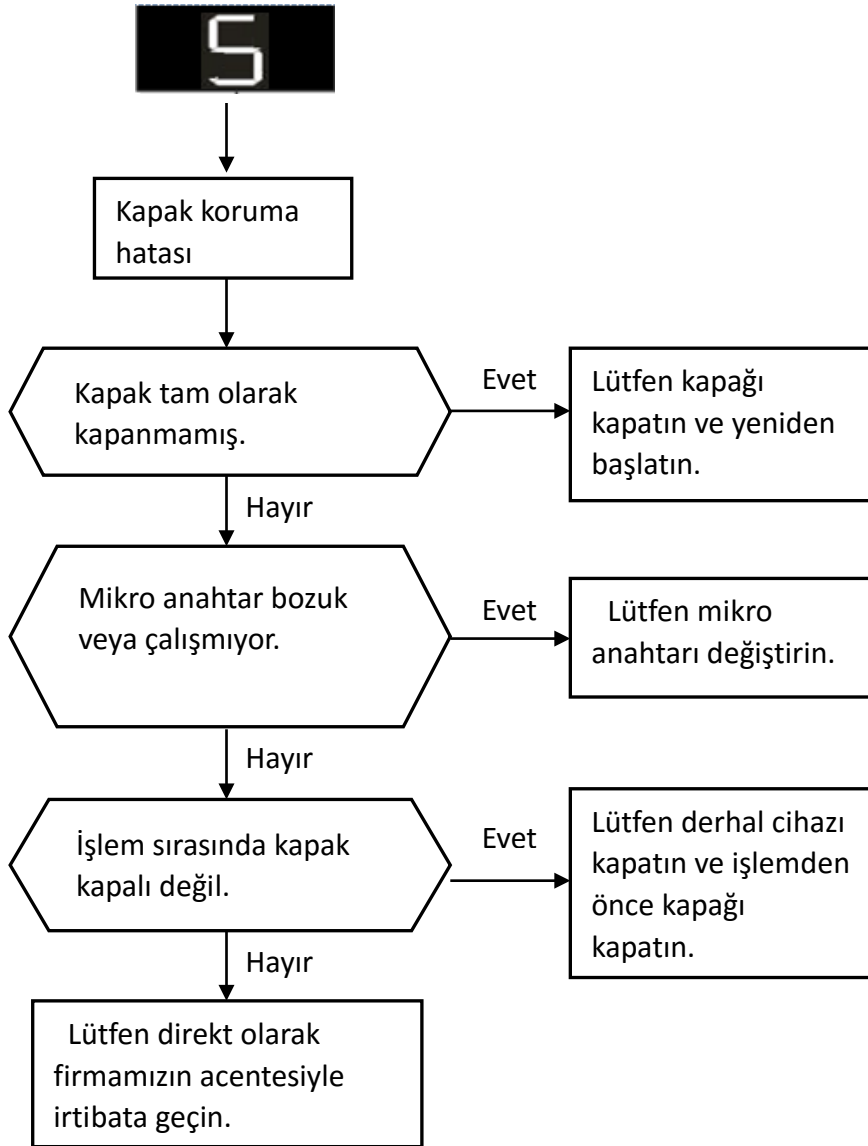 5
Kapak koruma
hatası
Kapak tam olarak
kapanmamış.
Evet
Lütfen kapağı
kapatın ve yeniden
başlatın.
Hayır
Mikro anahtar bozuk
veya çalışmıyor.
Evet
Lütfen mikro
anahtarı değiştirin.
Hayır
İşlem sırasında kapak
kapalı değil.
Evet
Lütfen derhal cihazı
kapatın ve işlemden
önce kapağı
kapatın.
Hayır
Lütfen direkt olarak
firmamızın acentesiyle
irtibata geçin.